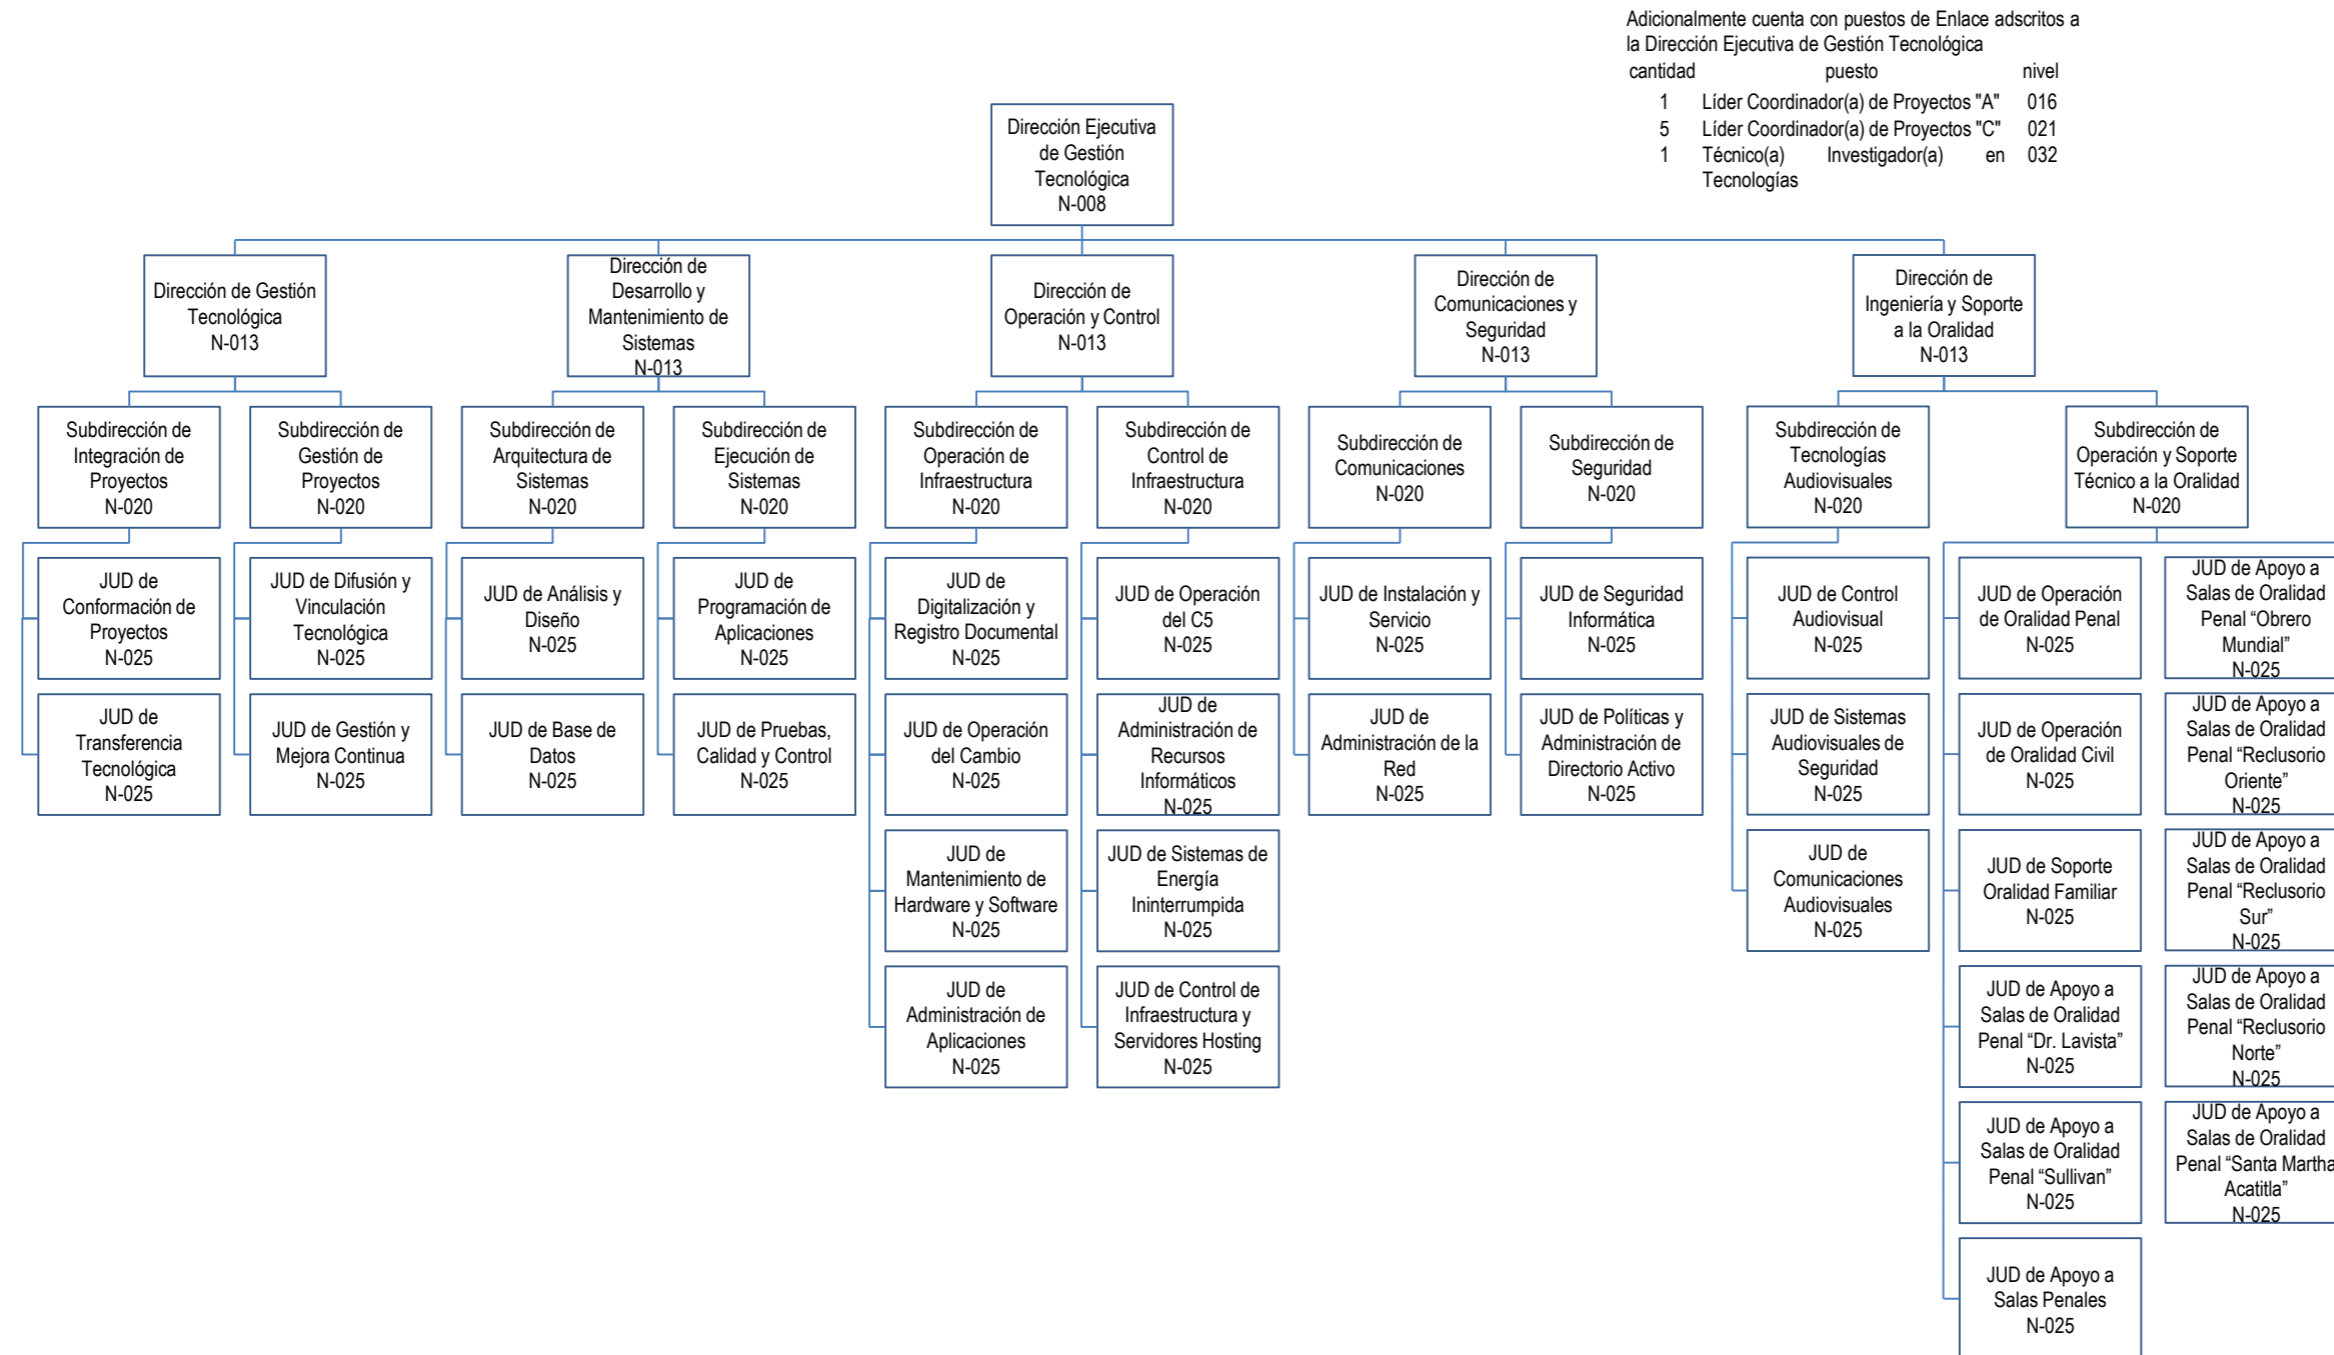 Adicionalmente cuenta con puestos de Enlace adscritos a
la Dirección Ejecutiva de Gestión Tecnológica
cantidad puesto nivel
1 Líder Coordinador(a) de Proyectos "A" 016
5 Líder Coordinador(a) de Proyectos "C" 021
1 Técnico(a) Investigador(a) en 032
Tecnologías
Dirección Ejecutiva
de Gestión
Tecnológica
N-008
Dirección de Gestión
Tecnológica
N-013
Dirección de
Desarrollo y
Mantenimiento de
Sistemas
N-013
Dirección de
Operación y Control
N-013
Dirección de
Comunicaciones y
Seguridad
N-013
Dirección de
Ingeniería y Soporte
a la Oralidad
N-013
Subdirección de
Integración de
Proyectos
N-020
Subdirección de
Gestión de
Proyectos
N-020
Subdirección de
Arquitectura de
Sistemas
N-020
Subdirección de
Ejecución de
Sistemas
N-020
Subdirección de
Operación de
Infraestructura
N-020
Subdirección de
Control de
Infraestructura
N-020
Subdirección de
Comunicaciones
N-020
Subdirección de
Seguridad
N-020
Subdirección de
Tecnologías
Audiovisuales
N-020
Subdirección de
Operación y Soporte
Técnico a la Oralidad
N-020
JUD de
Conformación de
Proyectos
N-025
JUD de Difusión y
Vinculación
Tecnológica
N-025
JUD de Análisis y
Diseño
N-025
JUD de
Programación de
Aplicaciones
N-025
JUD de
Digitalización y
Registro Documental
N-025
JUD de Operación
del C5
N-025
JUD de Instalación y
Servicio
N-025
JUD de Seguridad
Informática
N-025
JUD de Control
Audiovisual
N-025
JUD de Operación
de Oralidad Penal
N-025
JUD de Apoyo a
Salas de Oralidad
Penal “Obrero
Mundial”
N-025
JUD de
Transferencia
Tecnológica
N-025
JUD de Gestión y
Mejora Continua
N-025
JUD de Base de
Datos
N-025
JUD de Pruebas,
Calidad y Control
N-025
JUD de Operación
del Cambio
N-025
JUD de
Administración de
Recursos
Informáticos
N-025
JUD de
Administración de la
Red
N-025
JUD de Políticas y
Administración de
Directorio Activo
N-025
JUD de Sistemas
Audiovisuales de
Seguridad
N-025
JUD de Operación
de Oralidad Civil
N-025
JUD de Apoyo a
Salas de Oralidad
Penal “Reclusorio
Oriente”
N-025
JUD de
Mantenimiento de
Hardware y Software
N-025
JUD de Sistemas de
Energía
Ininterrumpida
N-025
JUD de
Comunicaciones
Audiovisuales
N-025
JUD de Soporte
Oralidad Familiar
N-025
JUD de Apoyo a
Salas de Oralidad
Penal “Reclusorio
Sur”
N-025
JUD de
Administración de
Aplicaciones
N-025
JUD de Control de
Infraestructura y
Servidores Hosting
N-025
JUD de Apoyo a
Salas de Oralidad
Penal “Dr. Lavista”
N-025
JUD de Apoyo a
Salas de Oralidad
Penal “Reclusorio
Norte”
N-025
JUD de Apoyo a
Salas de Oralidad
Penal “Sullivan”
N-025
JUD de Apoyo a
Salas de Oralidad
Penal “Santa Martha
Acatitla”
N-025
JUD de Apoyo a
Salas Penales
N-025